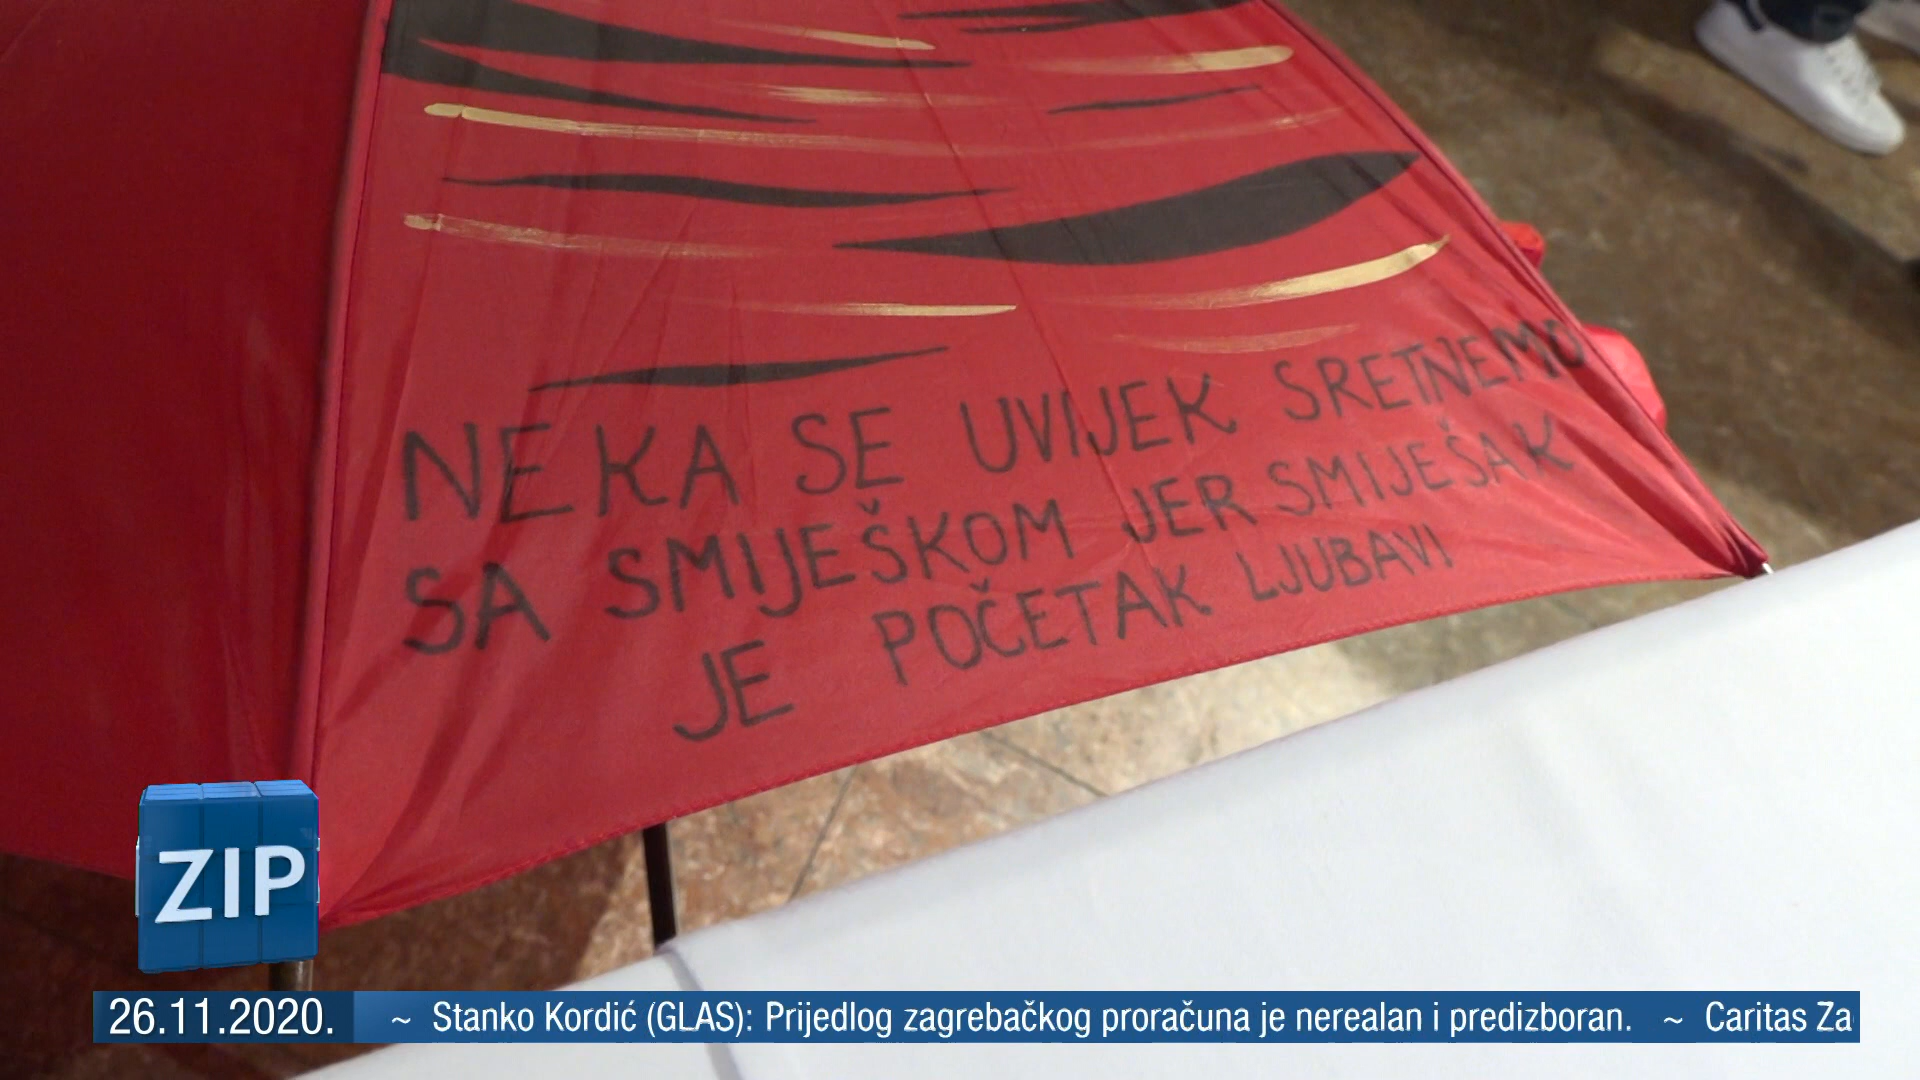 NEKA SE UVIJEK SRETNEMO
SA SMIJEŠKOM JER SMIJEŠAK
JE POČETAK LJUBAVI
ZIP
26.11.2020. ~ Stanko Kordić (GLAS): Prijedlog zagrebačkog proračuna je nerealan i predizboran. ~ Caritas Za